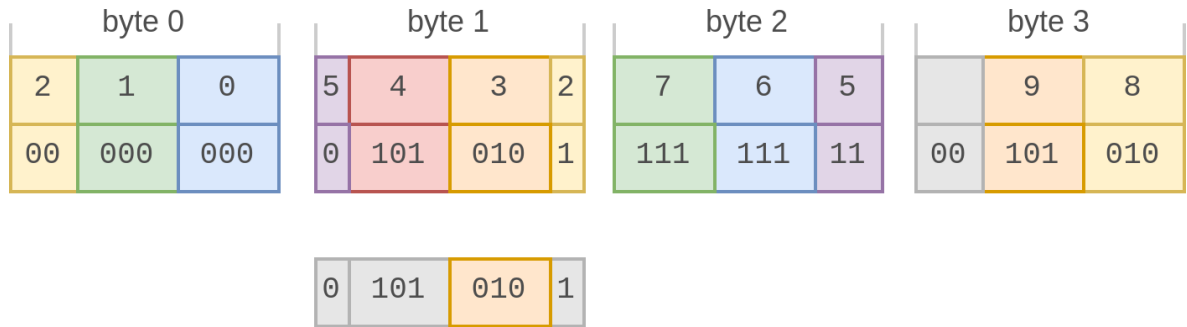 byte 0 byte 1 byte 2 byte 3
2 1 0 5 4 3 2 7 6 5 9 8
00 000 000 0 101 010 1 111 111 11 00 101 010
0 101 010 1